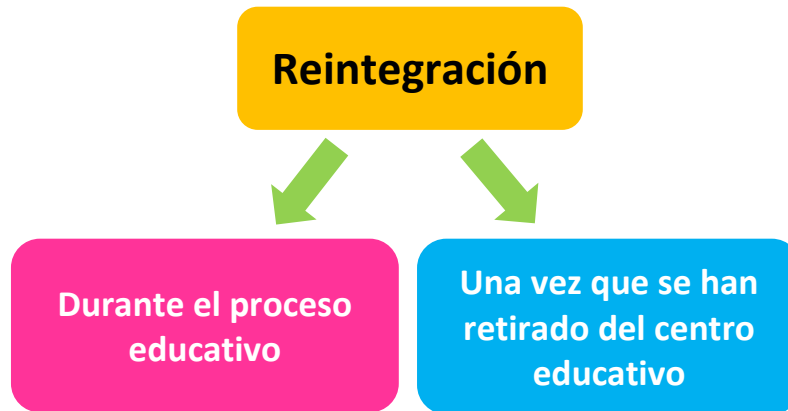 Reintegración
Durante el proceso
educativo
Una vez que se han
retirado del centro
educativo